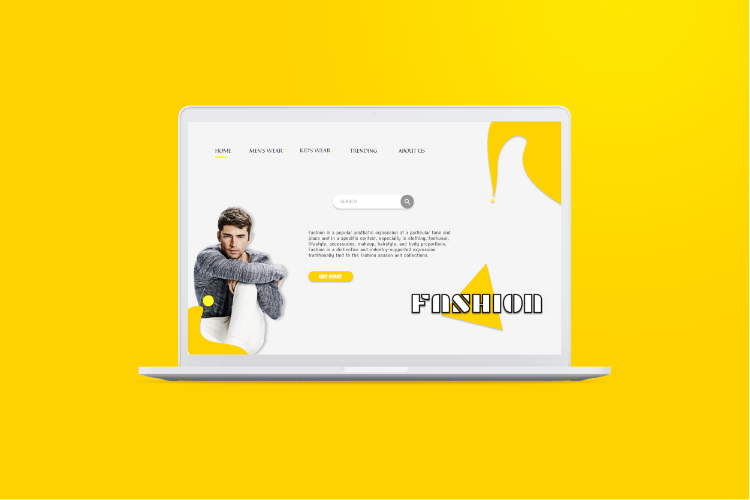 HOME
MEN'S WEAR
KID'S WEAR
TRENDING
ABOUT US
SEARCH
Fashion is a popular aesthetic expression at a particular time and
place and in a specific context, especially in clothing, footwear,
lifestyle, accessories, makeup, hairstyle, and body proportions.
Fashion is a distinctive and industry-supported expression
traditionally tied to the fashion season and collections.
GET START
FASHION